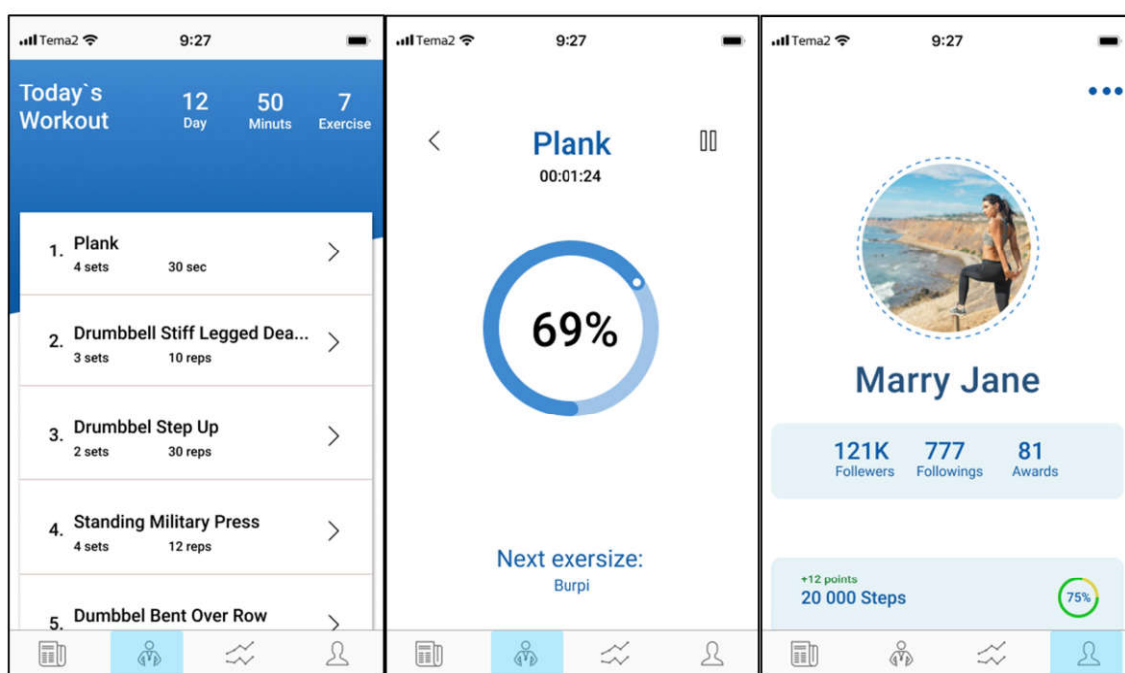 Tema2 9:27
Today`s
Workout
12 50 7
Day Minuts Exercise
1. Plank
4 sets 30 sec
2. Drumbbell Stiff Legged Dea...
3 sets 10 reps
3. Drumbbel Step Up
2 sets 30 reps
4. Standing Military Press
4 sets 12 reps
5. Dumbbel Bent Over Row
Tema2 9:27
Plank
00:01:24
69%
Next exersize:
Burpi
Tema2 9:27
Marry Jane
121K 777 81
Follewers Followings Awards
+12 points
20 000 Steps
75%